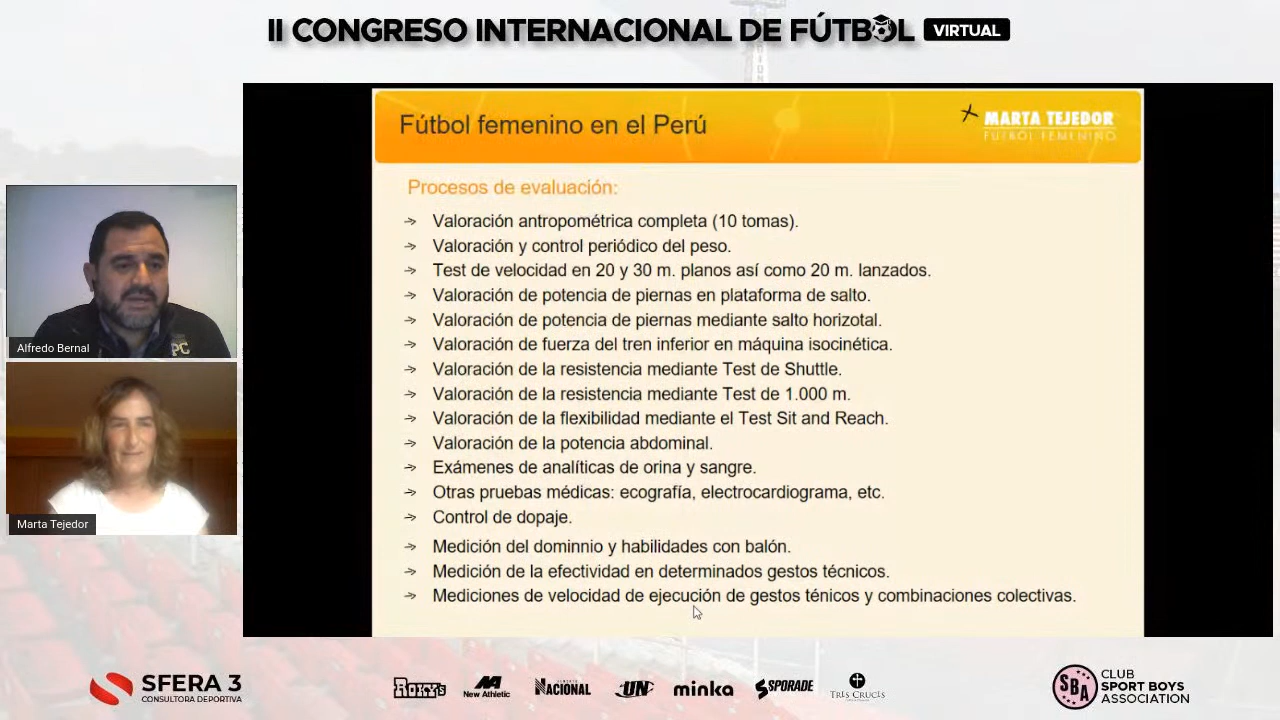 II CONGRESO INTERNACIONAL DE FÚTBOL VIRTUAL
Fútbol femenino en el Perú
MARTA TEJEDOR
FÚTBOL FEMENINO
Procesos de evaluación:
Valoración antropométrica completa (10 tomas).
Valoración y control periódico del peso.
Test de velocidad en 20 y 30 m. planos así como 20 m. lanzados.
Valoración de potencia de piernas en plataforma de salto.
Valoración de potencia de piernas mediante salto horizotal.
Valoración de fuerza del tren inferior en máquina isocinética.
Valoración de la resistencia mediante Test de Shuttle.
Valoración de la resistencia mediante Test de 1.000 m.
Valoración de la flexibilidad mediante el Test Sit and Reach.
Valoración de la potencia abdominal.
Exámenes de analíticas de orina y sangre.
Otras pruebas médicas: ecografía, electrocardiograma, etc.
Control de dopaje.
Medición del dominnio y habilidades con balón.
Medición de la efectividad en determinados gestos técnicos.
Mediciones de velocidad de ejecución de gestos ténicos y combinaciones colectivas.
PC
Alfredo Bernal
Marta Tejedor
SFERA 3
CONSULTORA DEPORTIVA
ROKY'S
New Athletic
NACIONAL
UN
minka
SPORADE
TRES CRUCES
SBA
CLUB
SPORT BOYS
ASSOCIATION